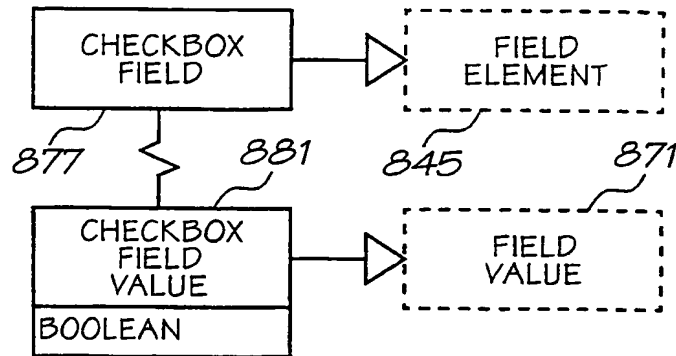 CHECKBOX
FIELD
FIELD
ELEMENT
877
881
845
871
CHECKBOX
FIELD
VALUE
BOOLEAN
FIELD
VALUE